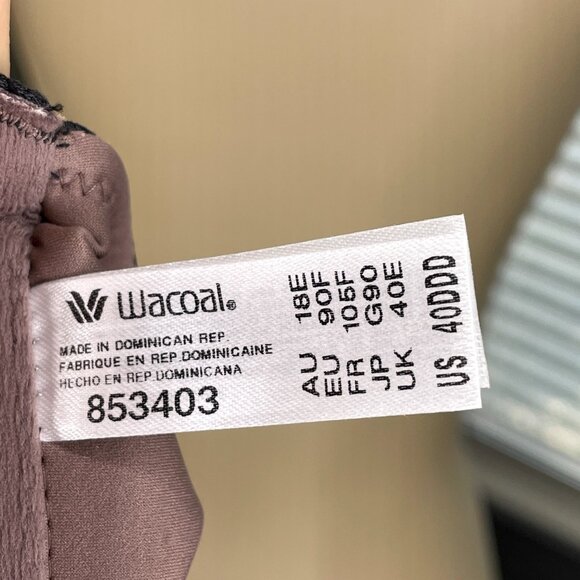 Wacoal®
MADE IN DOMINICAN REP.
FABRIQUE EN REP.DOMINICAINE
HECHO EN REP.DOMINICANA
853403
AU 18E
EU 90F
FR 105F
JP G90
UK 40E
US 40DDD